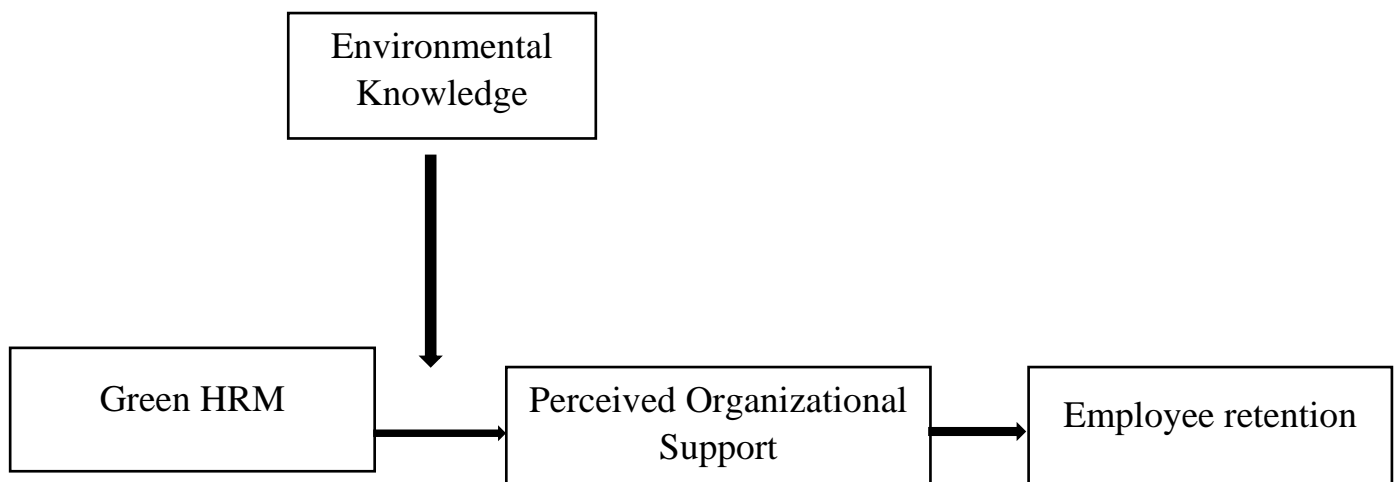 Environmental
Knowledge
Green HRM
Perceived Organizational
Support
Employee retention